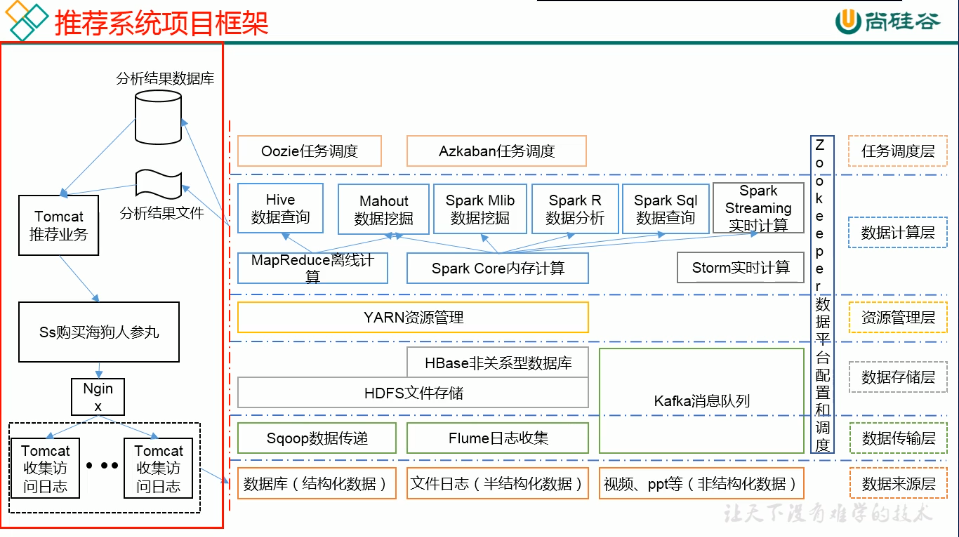 推荐系统项目框架
尚硅谷
分析结果数据库
分析结果文件
Tomcat
推荐业务
Ss购买海狗人参丸
Ngin
x
Tomcat
收集访
问日志
Tomcat
收集访
问日志
Oozie任务调度
Azkaban任务调度
Hive
数据查询
Mahout
数据挖掘
Spark Mlib
数据挖掘
Spark R
数据分析
Spark Sql
数据查询
Spark
Streaming
实时计算
MapReduce离线计
算
Spark Core内存计算
Storm实时计算
YARN资源管理
HBase非关系型数据库
HDFS文件存储
Kafka消息队列
Sqoop数据传递
Flume日志收集
数据库（结构化数据）
文件日志（半结构化数据）
视频、ppt等（非结构化数据）
Zookeeper数据平台配置和调度
任务调度层
数据计算层
资源管理层
数据存储层
数据传输层
数据来源层
让天下没有难学的技术